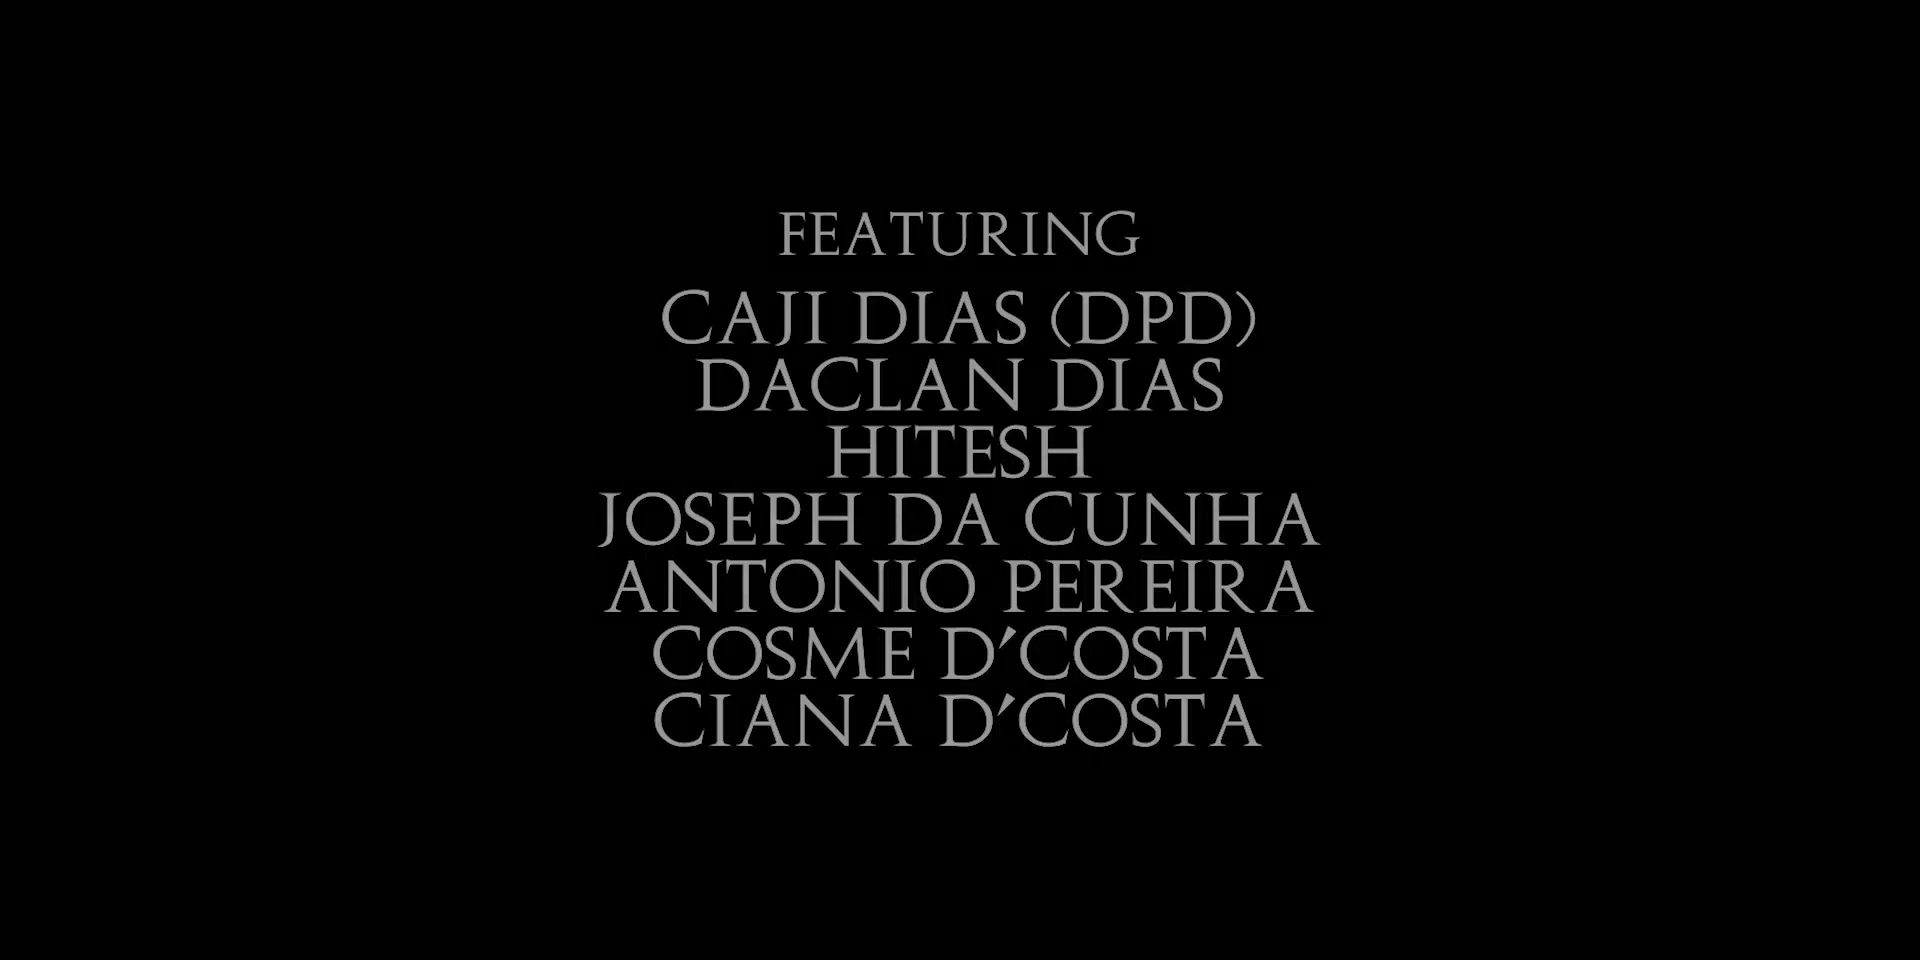 FEATURING
CAJI DIAS (DPD)
DACLAN DIAS
HITESH
JOSEPH DA CUNHA
ANTONIO PEREIRA
COSME D'COSTA
CIANA D'COSTA